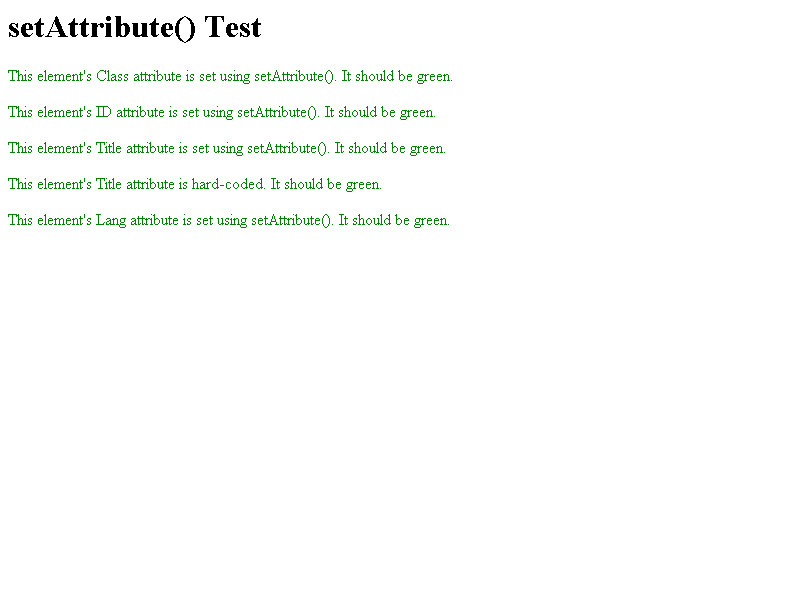 setAttribute() Test
This element's Class attribute is set using setAttribute(). It should be green.
This element's ID attribute is set using setAttribute(). It should be green.
This element's Title attribute is set using setAttribute(). It should be green.
This element's Title attribute is hard-coded. It should be green.
This element's Lang attribute is set using setAttribute(). It should be green.